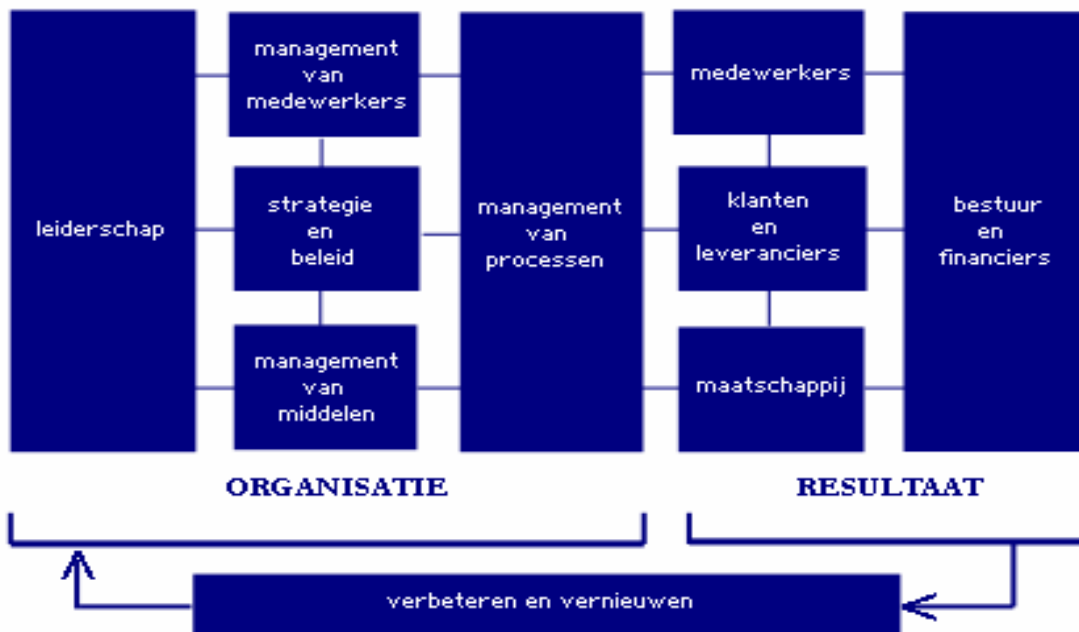 leiderschap
management
van
medewerkers
strategie
en
beleid
management
van
middelen
management
van
processen
medewerkers
klanten
en
leveranciers
maatschappij
bestuur
en
financiers
ORGANISATIE
RESULTAAT
verbeteren en vernieuwen